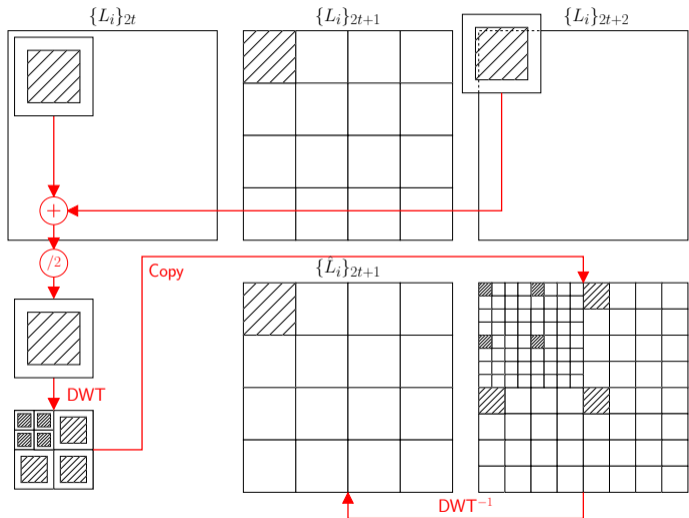 {L_i}_{2t}
{L_i}_{2t+1}
{L_i}_{2t+2}
+
/2
Copy
{L̂_i}_{2t+1}
DWT
DWT^{-1}